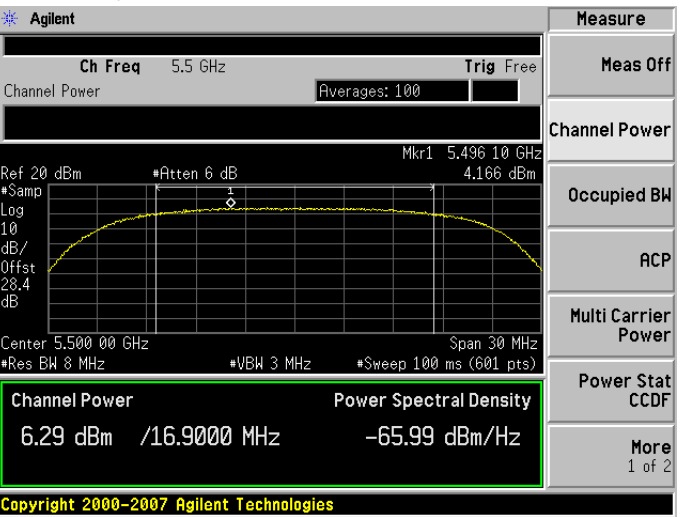 Agilent
Measure
Ch Freq 5.5 GHz Trig Free
Meas Off
Channel Power Averages: 100
Channel Power
Mkr1 5.496 10 GHz
Ref 20 dBm #Atten 6 dB 4.166 dBm
#Samp
Log
10
dB/
Offst
28.4
dB
1
Occupied BW
ACP
Multi Carrier
Power
Center 5.500 00 GHz Span 30 MHz
#Res BW 8 MHz #VBW 3 MHz #Sweep 100 ms (601 pts)
Channel Power Power Spectral Density
6.29 dBm /16.9000 MHz -65.99 dBm/Hz
Power Stat
CCDF
More
1 of 2
Copyright 2000-2007 Agilent Technologies